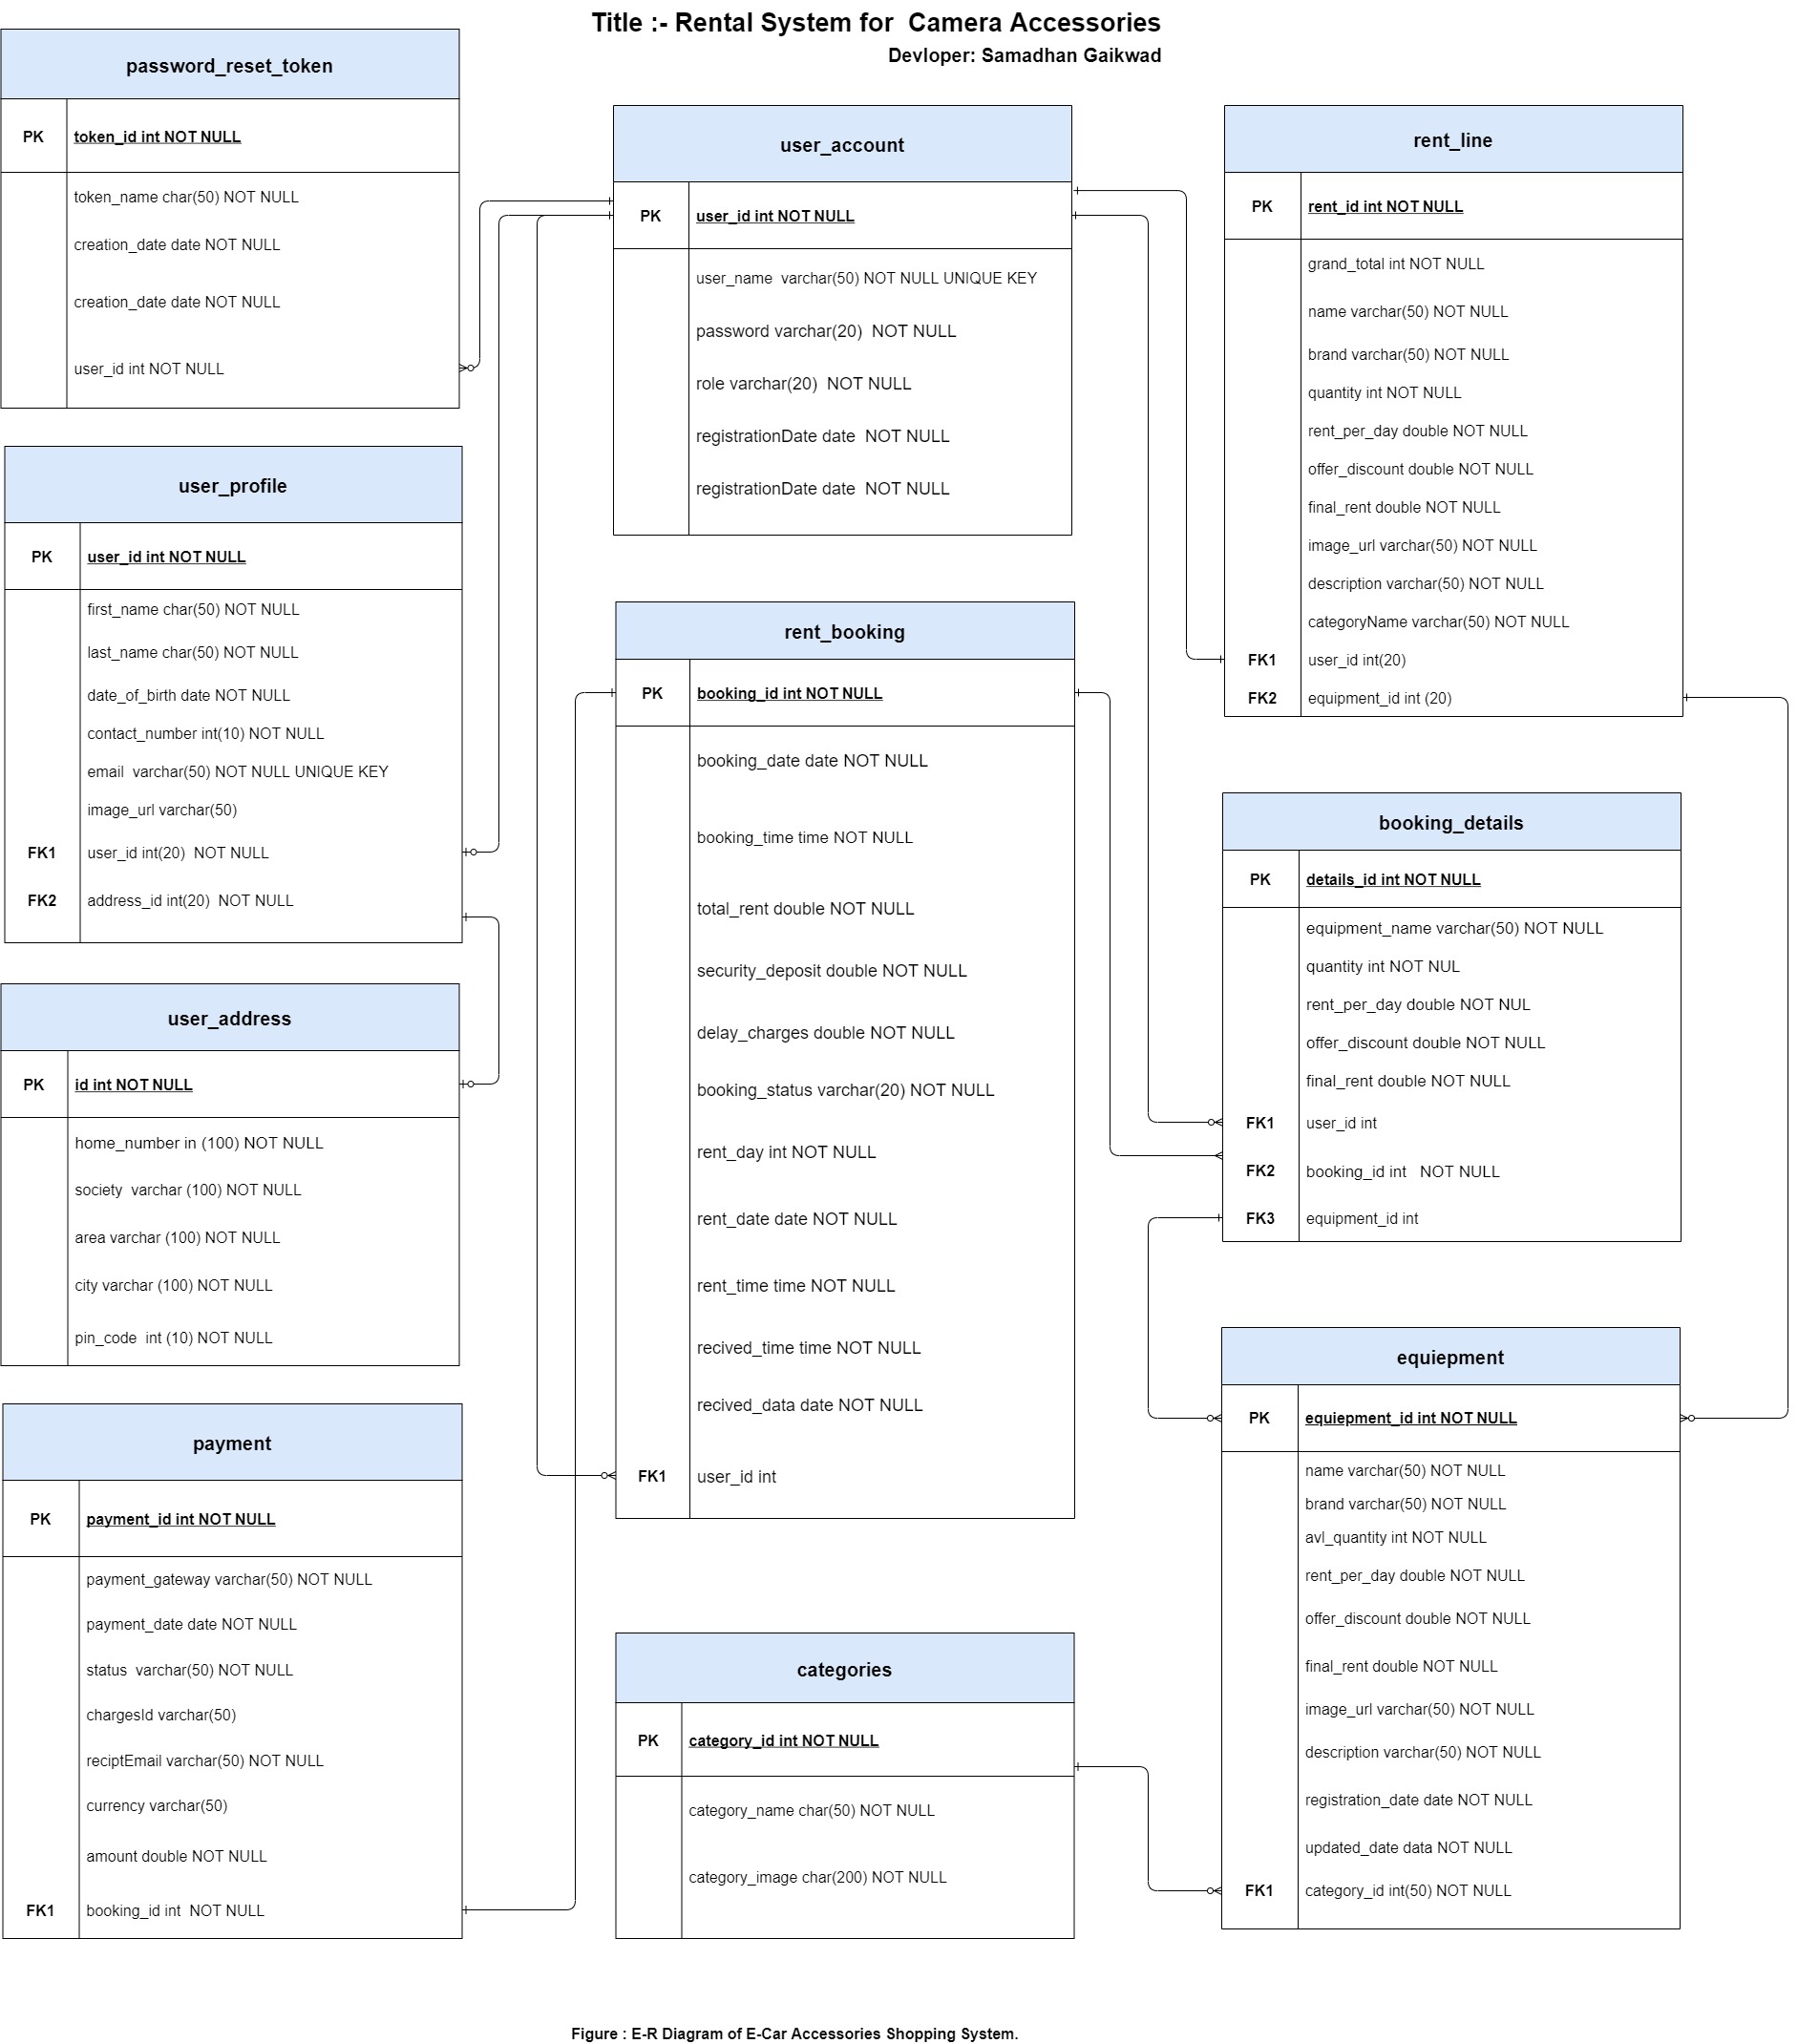 Title :- Rental System for  Camera Accessories
Devloper: Samadhan Gaikwad
password_reset_token
PK token_id int NOT NULL
token_name char(50) NOT NULL
creation_date date NOT NULL
creation_date date NOT NULL
user_id int NOT NULL
user_profile
PK user_id int NOT NULL
first_name char(50) NOT NULL
last_name char(50) NOT NULL
date_of_birth date NOT NULL
contact_number int(10) NOT NULL
email  varchar(50) NOT NULL UNIQUE KEY
image_url varchar(50)
FK1 user_id int(20)  NOT NULL
FK2 address_id int(20)  NOT NULL
user_address
PK id int NOT NULL
home_number in (100) NOT NULL
society  varchar (100) NOT NULL
area varchar (100) NOT NULL
city varchar (100) NOT NULL
pin_code  int (10) NOT NULL
payment
PK payment_id int NOT NULL
payment_gateway varchar(50) NOT NULL
payment_date date NOT NULL
status  varchar(50) NOT NULL
chargesId varchar(50)
reciptEmail varchar(50) NOT NULL
currency varchar(50)
amount double NOT NULL
FK1 booking_id int  NOT NULL
user_account
PK user_id int NOT NULL
user_name  varchar(50) NOT NULL UNIQUE KEY
password varchar(20)  NOT NULL
role varchar(20)  NOT NULL
registrationDate date  NOT NULL
registrationDate date  NOT NULL
rent_booking
PK booking_id int NOT NULL
booking_date date NOT NULL
booking_time time NOT NULL
total_rent double NOT NULL
security_deposit double NOT NULL
delay_charges double NOT NULL
booking_status varchar(20) NOT NULL
rent_day int NOT NULL
rent_date date NOT NULL
rent_time time NOT NULL
recived_time time NOT NULL
recived_data date NOT NULL
FK1 user_id int
categories
PK category_id int NOT NULL
category_name char(50) NOT NULL
category_image char(200) NOT NULL
rent_line
PK rent_id int NOT NULL
grand_total int NOT NULL
name varchar(50) NOT NULL
brand varchar(50) NOT NULL
quantity int NOT NULL
rent_per_day double NOT NULL
offer_discount double NOT NULL
final_rent double NOT NULL
image_url varchar(50) NOT NULL
description varchar(50) NOT NULL
categoryName varchar(50) NOT NULL
FK1 user_id int(20)
FK2 equipment_id int (20)
booking_details
PK details_id int NOT NULL
equipment_name varchar(50) NOT NULL
quantity int NOT NUL
rent_per_day double NOT NUL
offer_discount double NOT NULL
final_rent double NOT NULL
FK1 user_id int
FK2 booking_id int   NOT NULL
FK3 equipment_id int
equiepment
PK equiepment_id int NOT NULL
name varchar(50) NOT NULL
brand varchar(50) NOT NULL
avl_quantity int NOT NULL
rent_per_day double NOT NULL
offer_discount double NOT NULL
final_rent double NOT NULL
image_url varchar(50) NOT NULL
description varchar(50) NOT NULL
registration_date date NOT NULL
updated_date data NOT NULL
FK1 category_id int(50) NOT NULL
Figure : E-R Diagram of E-Car Accessories Shopping System.